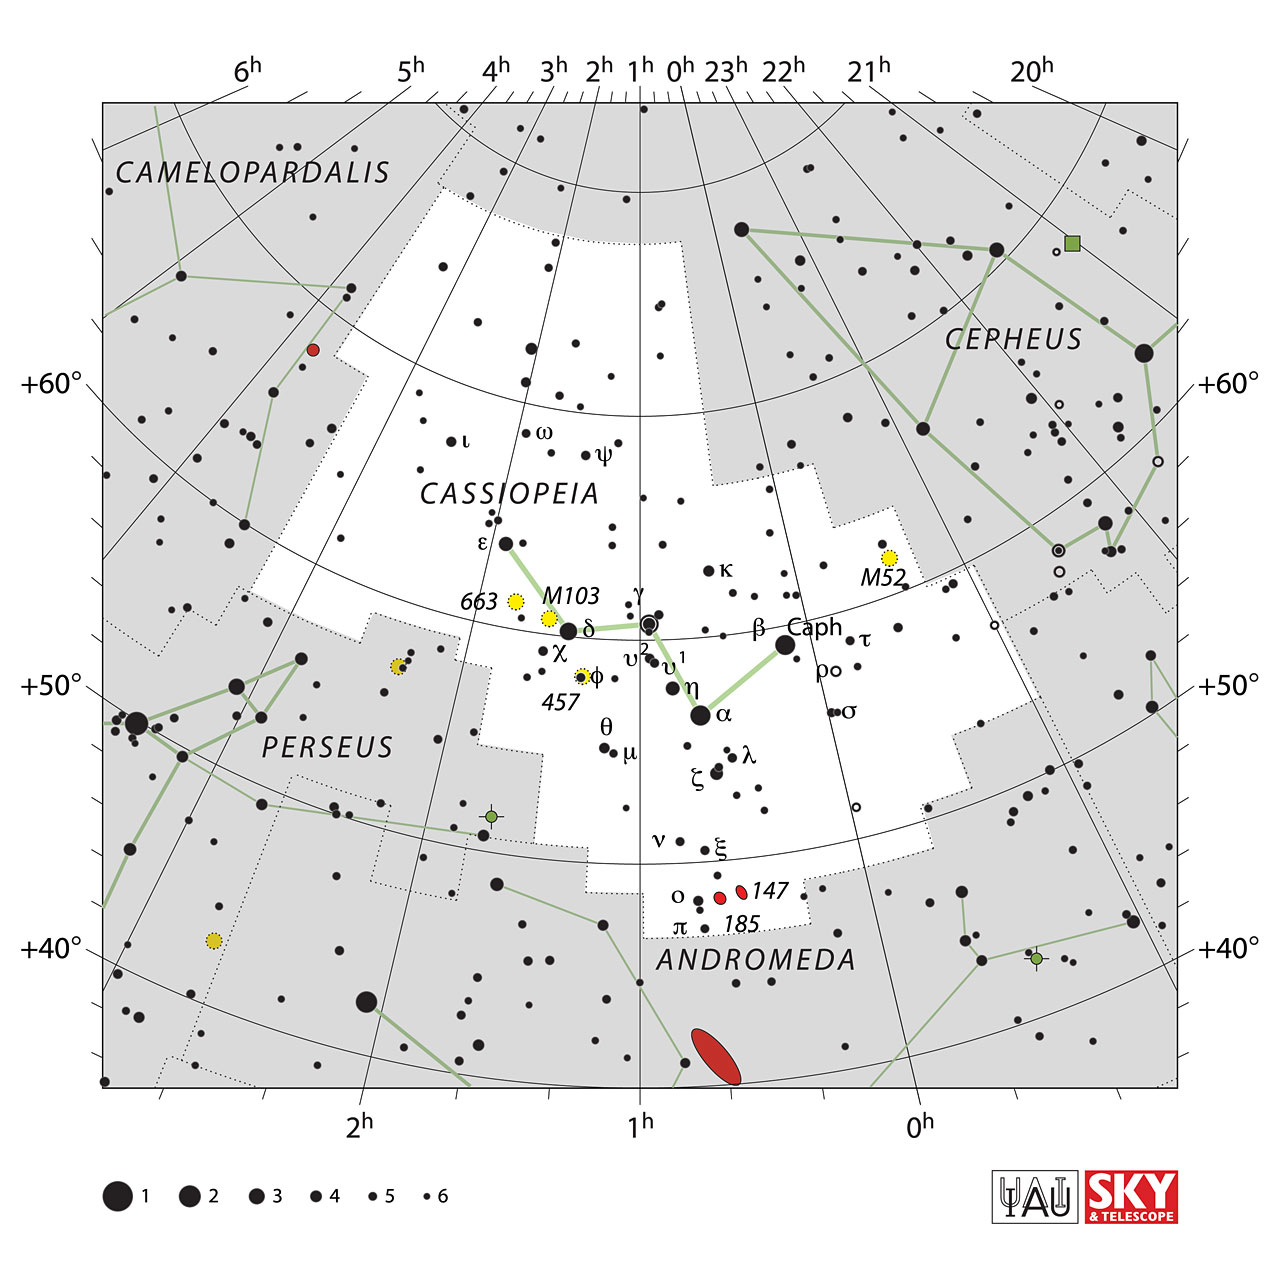 6h 5h 4h 3h 2h 1h 0h 23h 22h 21h 20h
CAMELOPARDALIS
CEPHEUS
+60° +60°
ι ω ψ
CASSIOPEIA
ε κ
M52
663 M103 γ
δ β Caph τ
χ υ2 υ1 ρ
457 ϕ η
+50° +50°
α σ
θ μ
PERSEUS
λ
ζ
ν ξ
ο 147
π 185
+40° +40°
ANDROMEDA
2h 1h 0h
1 2 3 4 5 6
IAU
SKY
& TELESCOPE